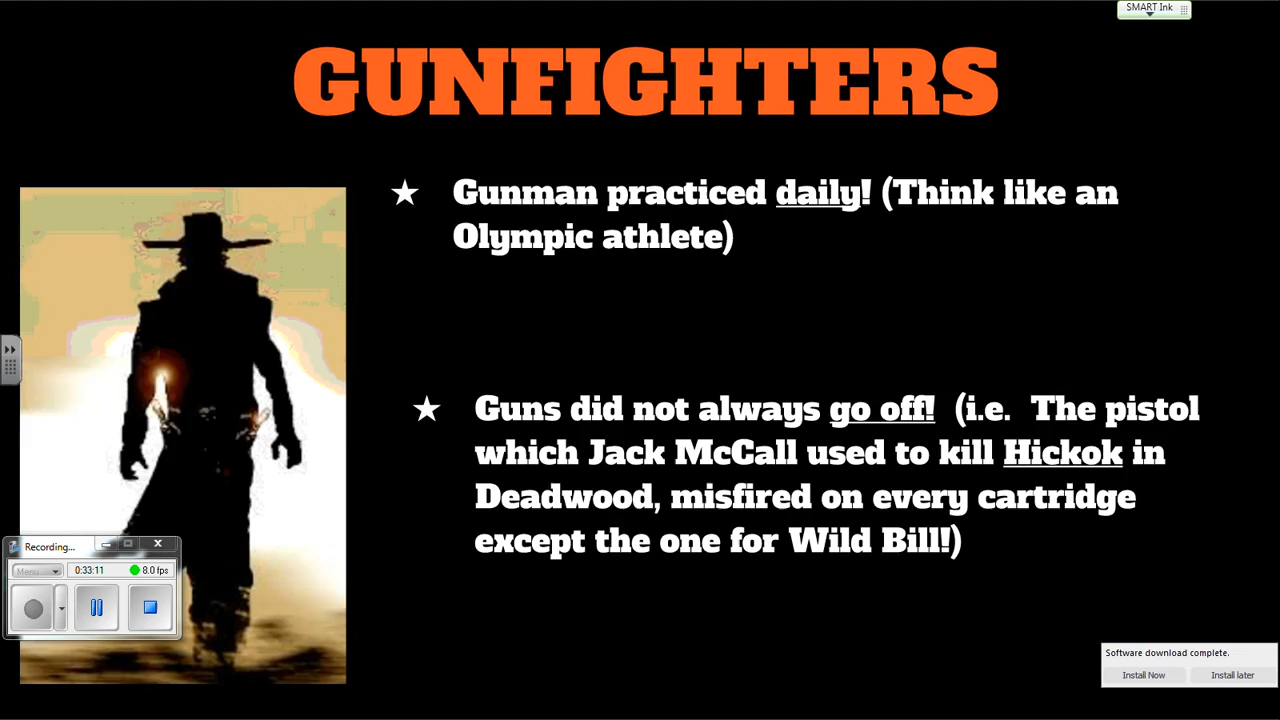 SMART Ink
GUNFIGHTERS
★ Gunman practiced daily! (Think like an
Olympic athlete)
★ Guns did not always go off!  (i.e.  The pistol
which Jack McCall used to kill Hickok in
Deadwood, misfired on every cartridge
except the one for Wild Bill!)
Recording...
Menu 0:33:11 8.0 fps
Software download complete.
Install Now Install later